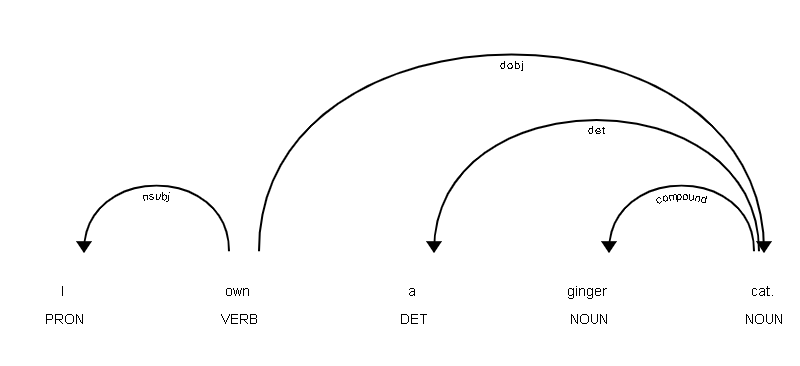 dobj
det
nsubj
compound
I own a ginger cat.
PRON VERB DET NOUN NOUN